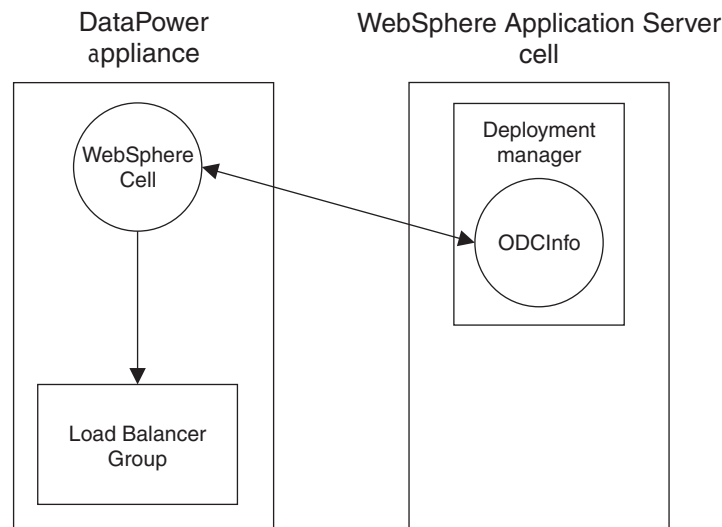 DataPower
appliance
WebSphere Application Server
cell
WebSphere
Cell
Deployment
manager
ODCInfo
Load Balancer
Group